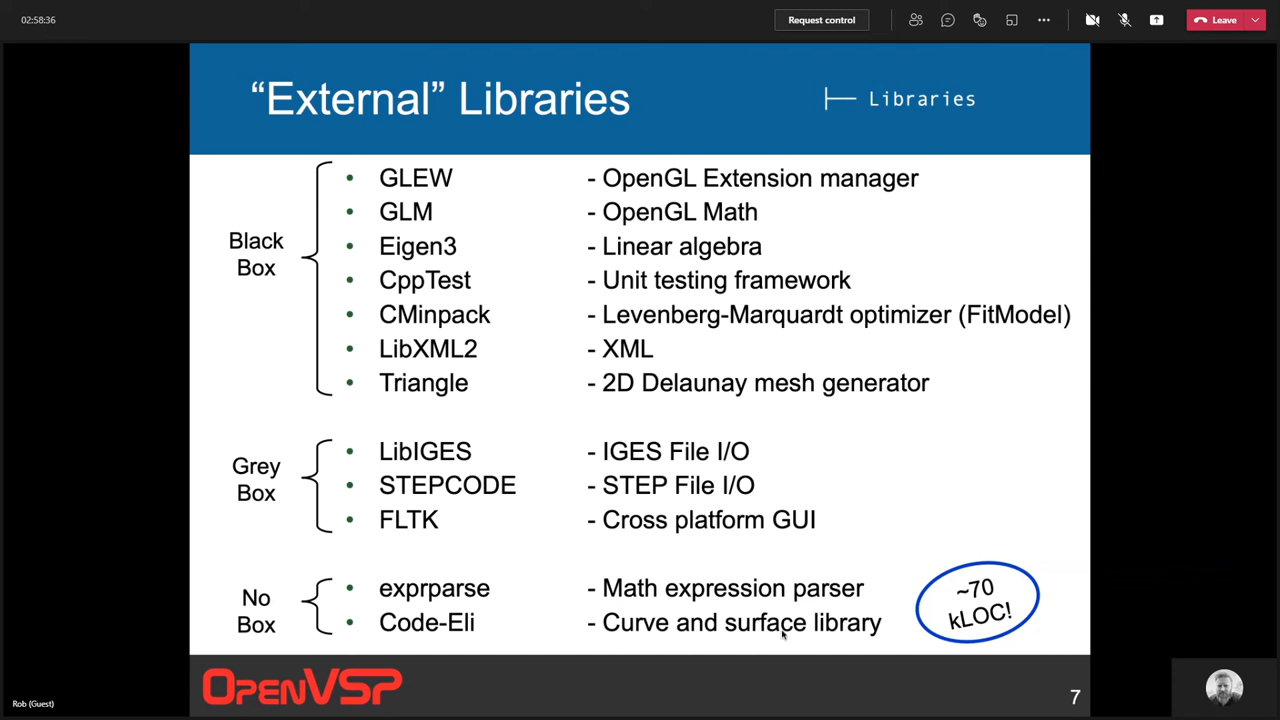 02:58:36
Request control
Leave
"External" Libraries
Libraries
Black
Box
• GLEW - OpenGL Extension manager
• GLM - OpenGL Math
• Eigen3 - Linear algebra
• CppTest - Unit testing framework
• CMinpack - Levenberg-Marquardt optimizer (FitModel)
• LibXML2 - XML
• Triangle - 2D Delaunay mesh generator
Grey
Box
• LibIGES - IGES File I/O
• STEPCODE - STEP File I/O
• FLTK - Cross platform GUI
No
Box
• exprparse - Math expression parser
• Code-Eli - Curve and surface library
~70
kLOC!
OpenVSP
7
Rob (Guest)